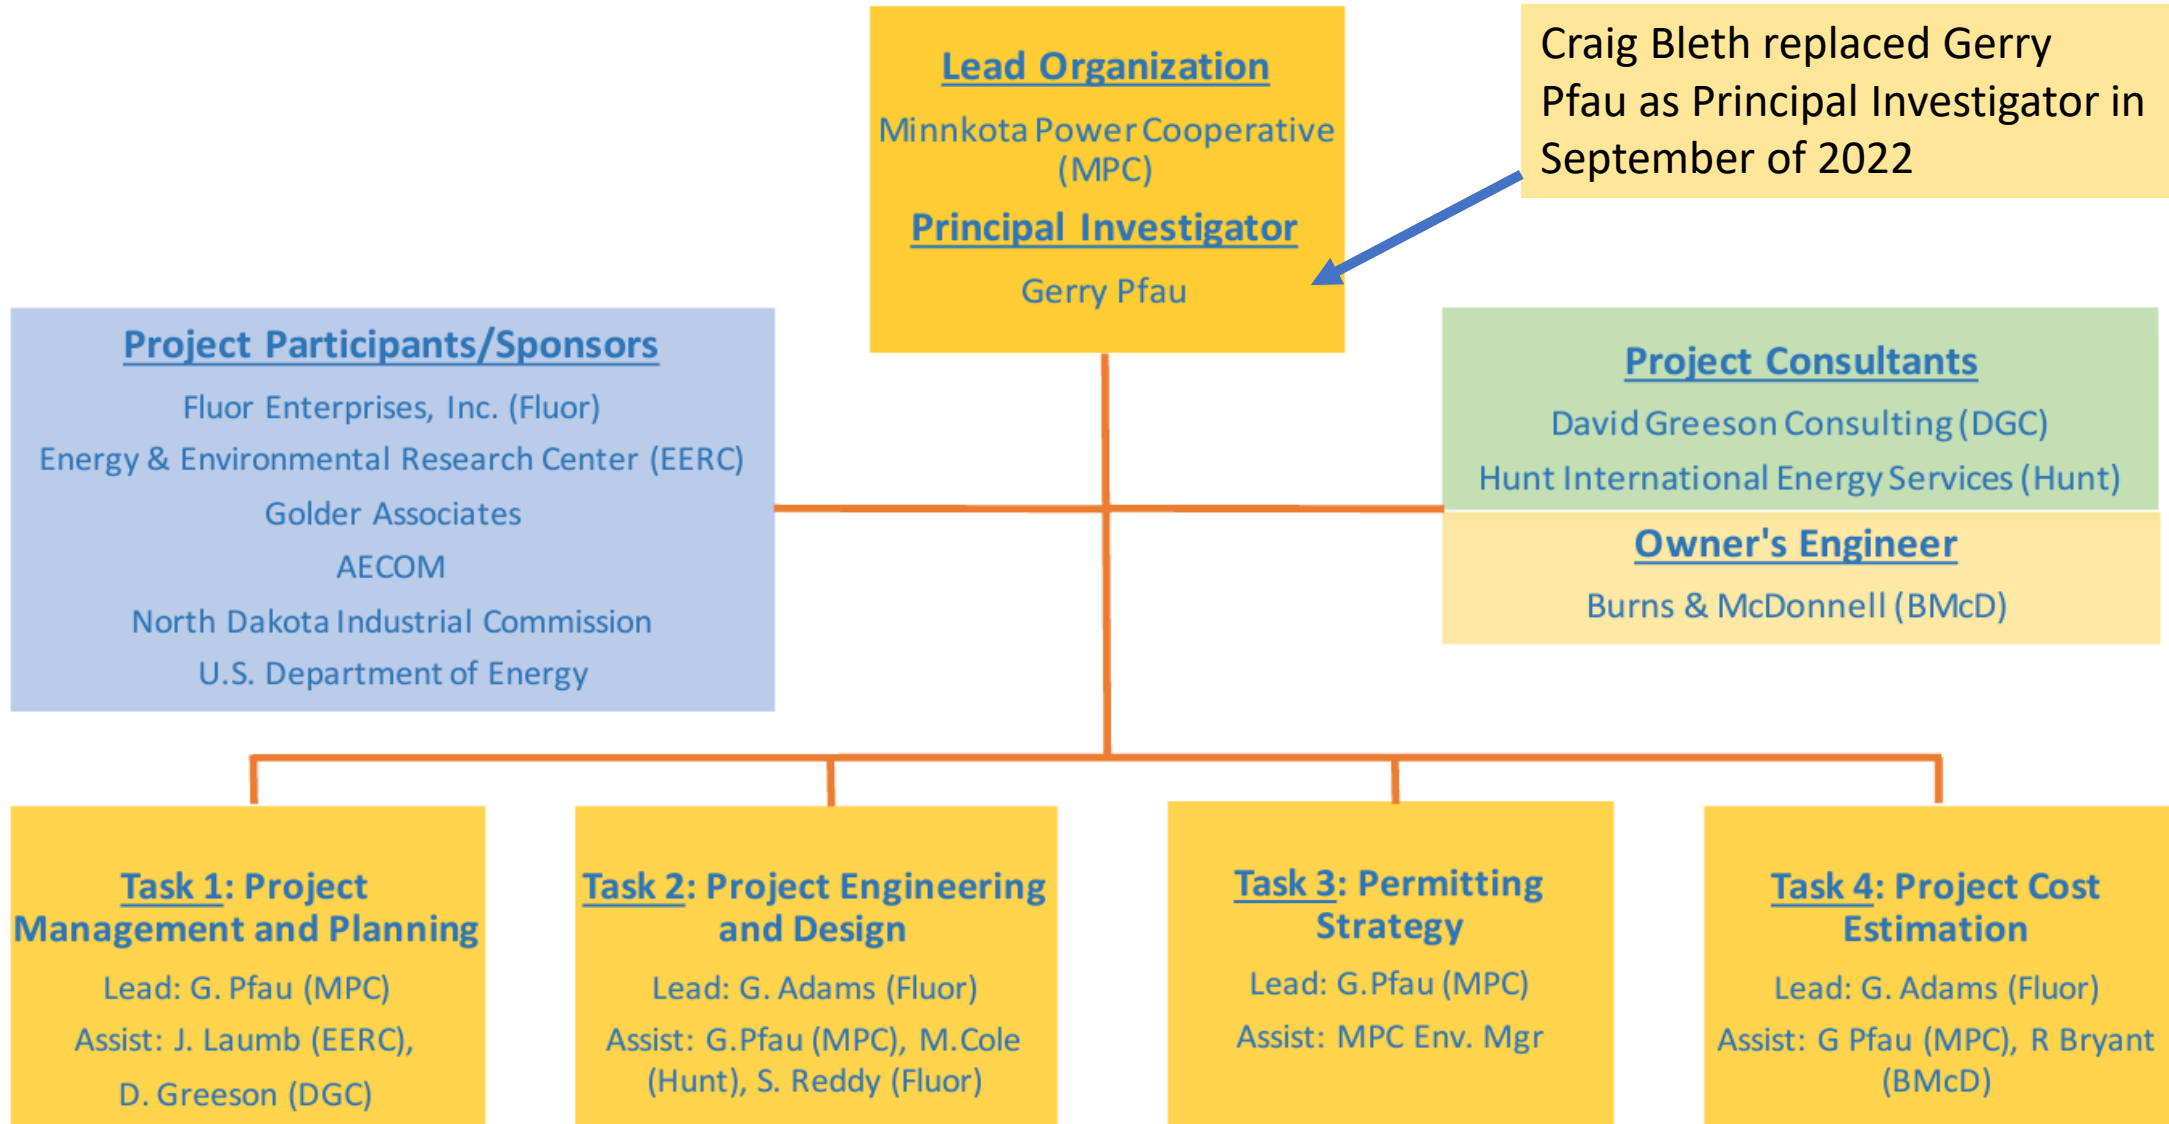 Lead Organization
Minnkota Power Cooperative
(MPC)
Principal Investigator
Gerry Pfau
Craig Bleth replaced Gerry
Pfau as Principal Investigator in
September of 2022
Project Participants/Sponsors
Fluor Enterprises, Inc. (Fluor)
Energy & Environmental Research Center (EERC)
Golder Associates
AECOM
North Dakota Industrial Commission
U.S. Department of Energy
Project Consultants
David Greeson Consulting (DGC)
Hunt International Energy Services (Hunt)
Owner's Engineer
Burns & McDonnell (BMcD)
Task 1: Project
Management and Planning
Lead: G. Pfau (MPC)
Assist: J. Laumb (EERC),
D. Greeson (DGC)
Task 2: Project Engineering
and Design
Lead: G. Adams (Fluor)
Assist: G.Pfau (MPC), M.Cole
(Hunt), S. Reddy (Fluor)
Task 3: Permitting
Strategy
Lead: G.Pfau (MPC)
Assist: MPC Env. Mgr
Task 4: Project Cost
Estimation
Lead: G. Adams (Fluor)
Assist: G Pfau (MPC), R Bryant
(BMcD)